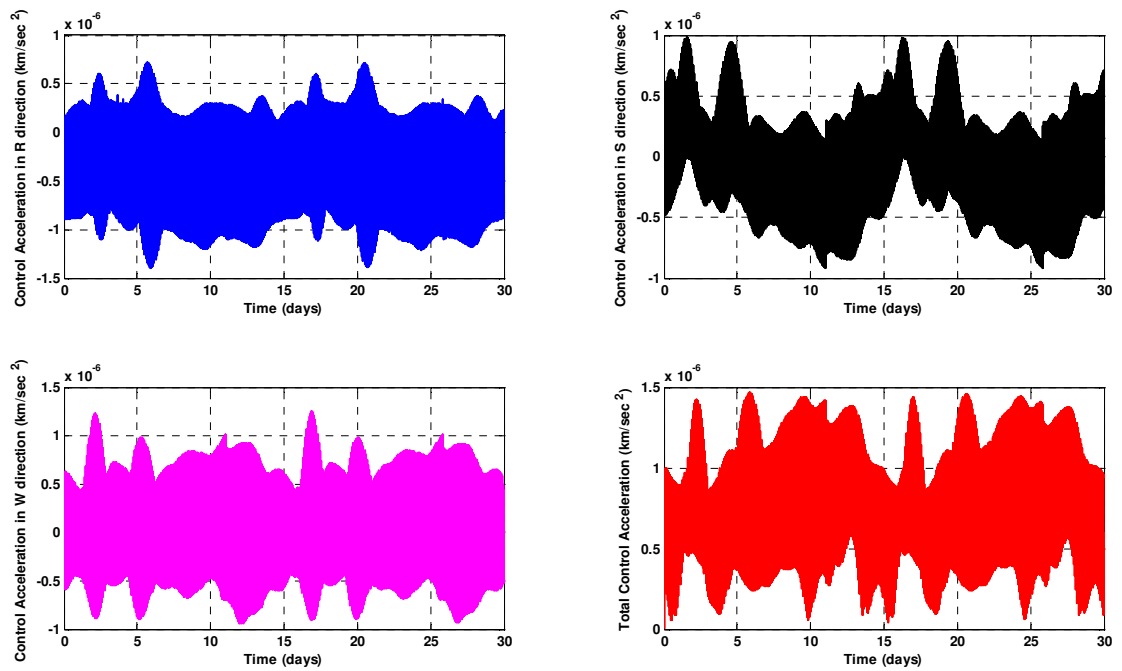 x 10^-6
Control Acceleration in R direction (km/sec^2)
1
0.5
0
-0.5
-1
-1.5
0 5 10 15 20 25 30
Time (days)
x 10^-6
Control Acceleration in S direction (km/sec^2)
1
0.5
0
-0.5
-1
0 5 10 15 20 25 30
Time (days)
x 10^-6
Control Acceleration in W direction (km/sec^2)
1.5
1
0.5
0
-0.5
-1
0 5 10 15 20 25 30
Time (days)
x 10^-6
Total Control Acceleration (km/sec^2)
1.5
1
0.5
0
0 5 10 15 20 25 30
Time (days)